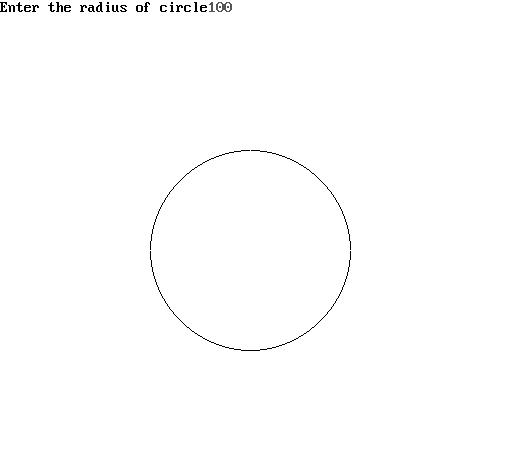 Enter the radius of circle100